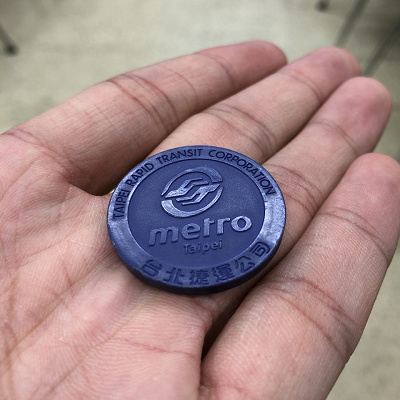 TAIPEI RAPID TRANSIT CORPORATION
metro
Taipei
台北捷運公司